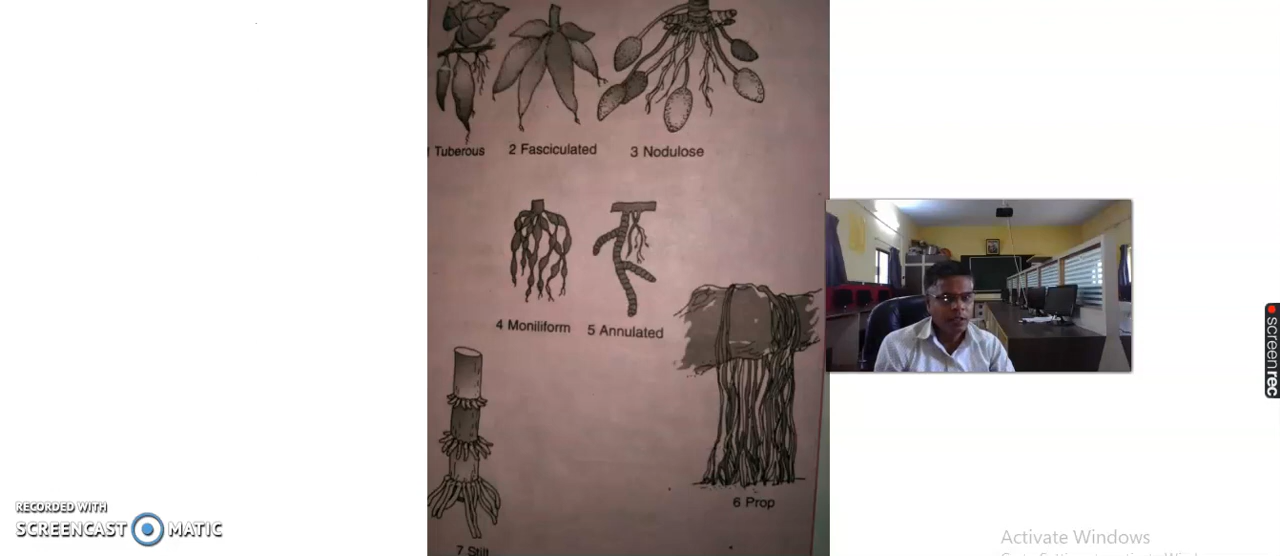 1 Tuberous
2 Fasciculated
3 Nodulose
4 Moniliform
5 Annulated
6 Prop
7 Stilt
RECORDED WITH
SCREENCAST MATIC
screenrec
Activate Windows